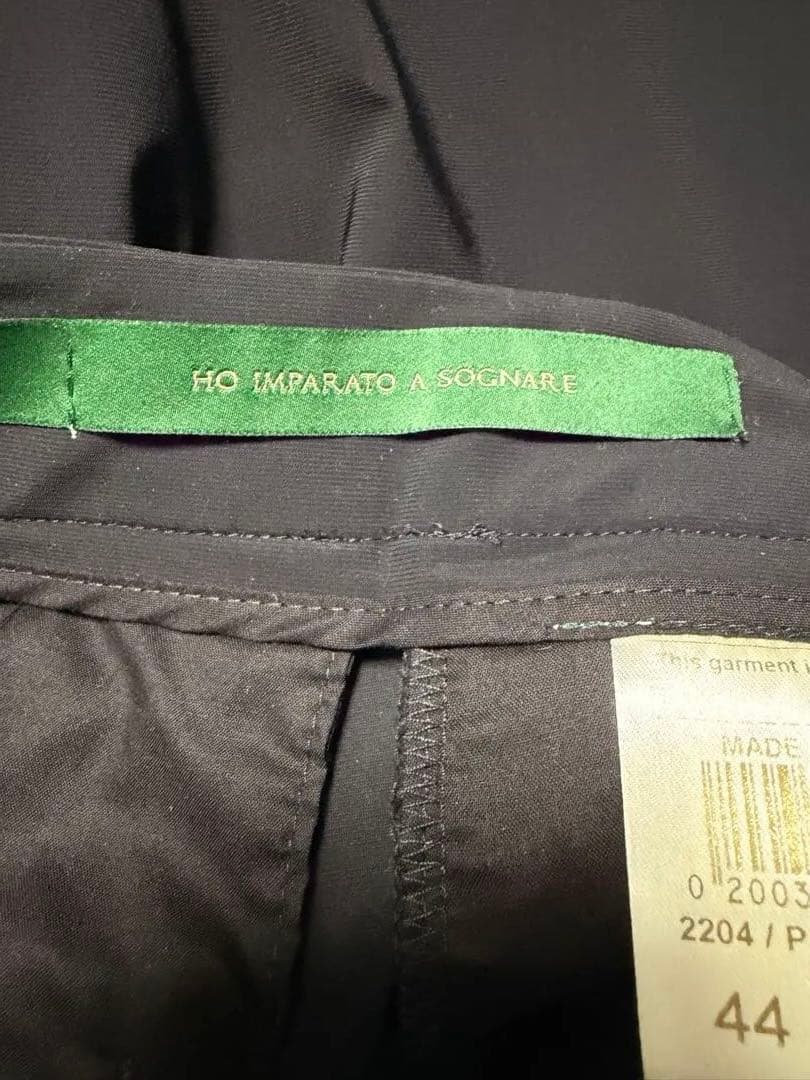 HO IMPARATO A SOGNARE
This garment
MADE
0 2003
2204 / P
44